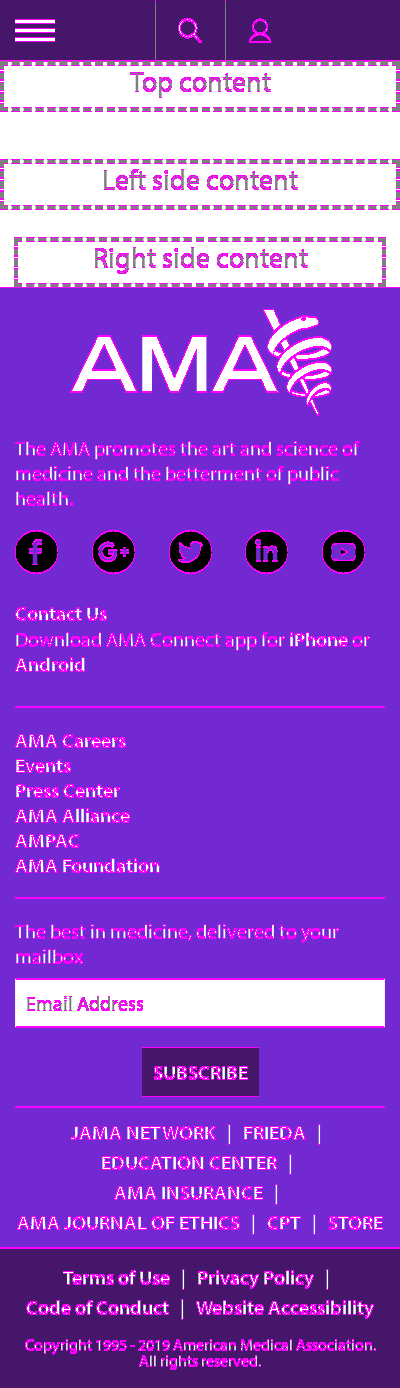 Top content
Left side content
Right side content
AMA
The AMA promotes the art and science of
medicine and the betterment of public
health.
Contact Us
Download AMA Connect app for iPhone or
Android
AMA Careers
Events
Press Center
AMA Alliance
AMPAC
AMA Foundation
The best in medicine, delivered to your
mailbox
Email Address
SUBSCRIBE
JAMA NETWORK | FRIEDA |
EDUCATION CENTER |
AMA INSURANCE |
AMA JOURNAL OF ETHICS | CPT | STORE
Terms of Use | Privacy Policy |
Code of Conduct | Website Accessibility
Copyright 1995 - 2019 American Medical Association.
All rights reserved.